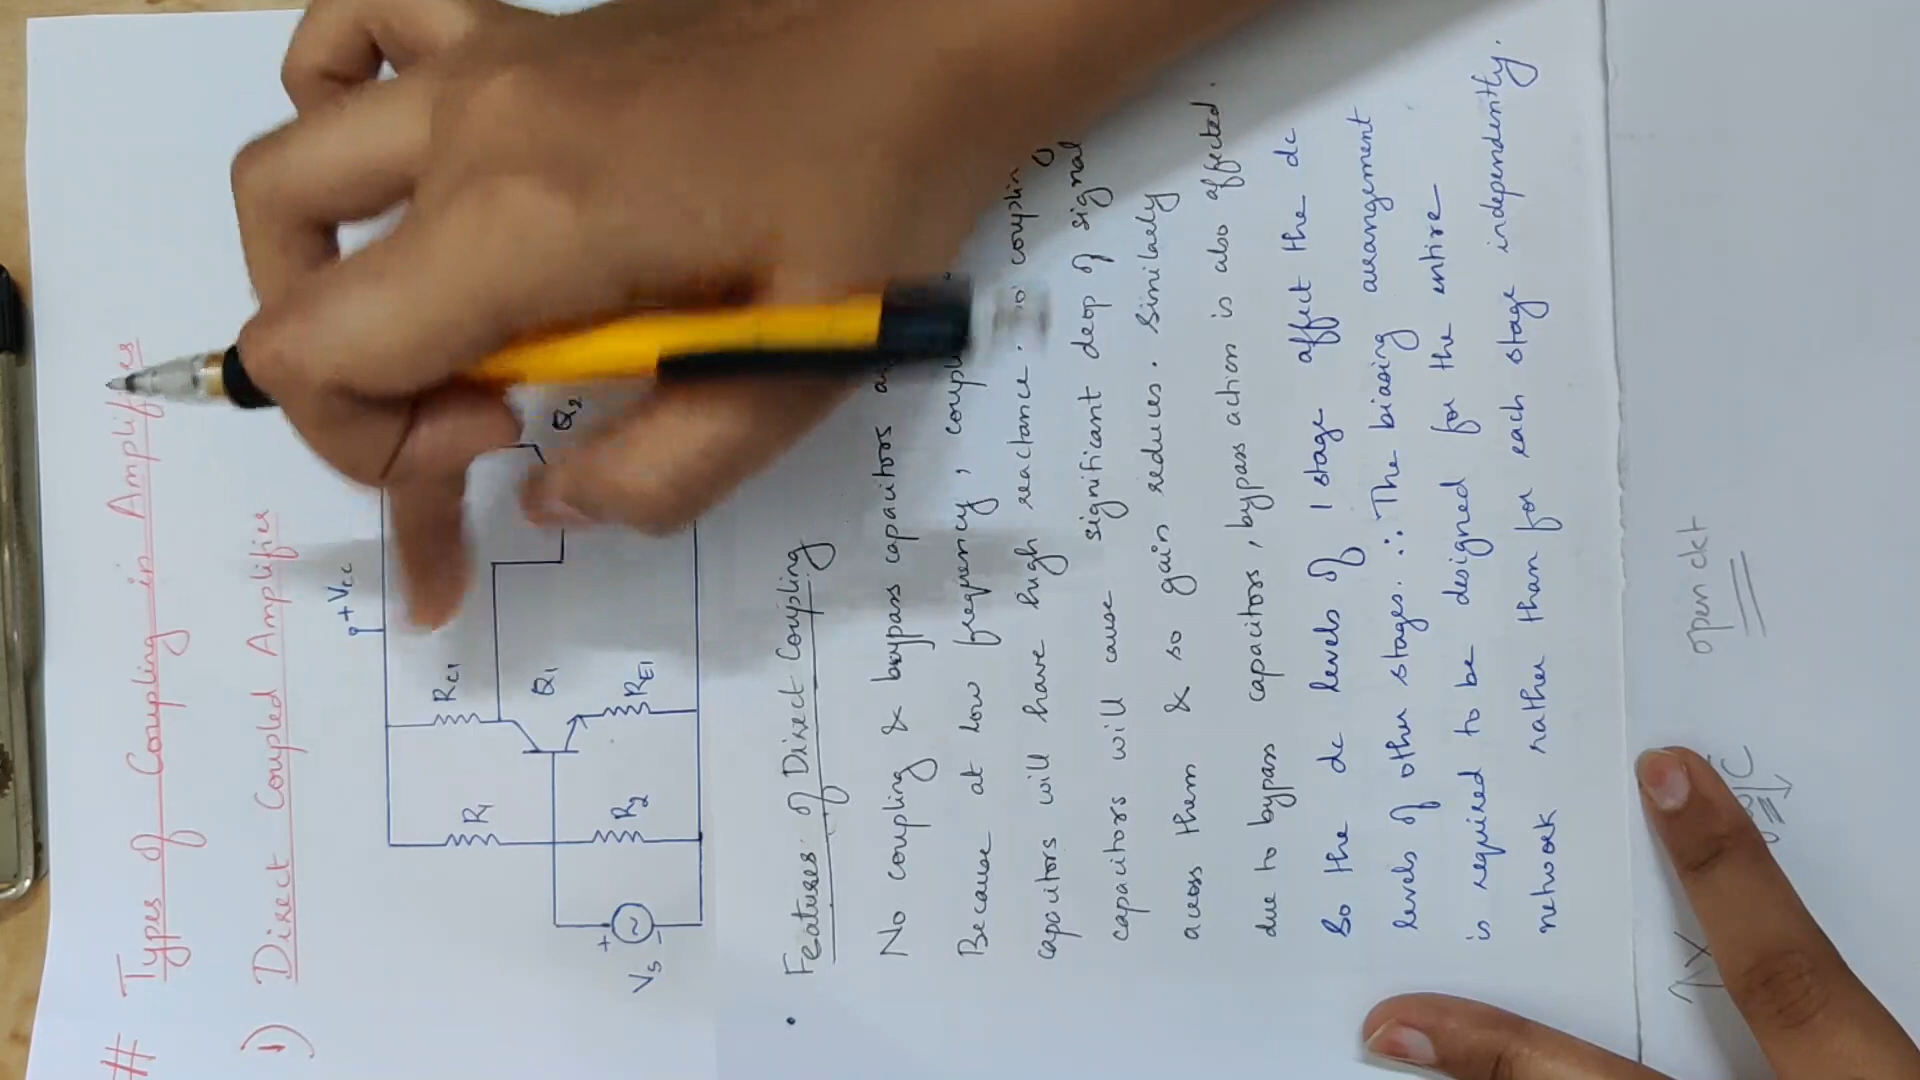 # Types of Coupling in Amplifiers
1) Direct Coupled Amplifier
+Vcc
R1
RC1
Q1
Q2
R2
RE1
+
~
-
Vs
• Features of Direct Coupling
No coupling & bypass capacitors
Because at low frequency,
capacitors will have high reactance. So coupling
capacitors will cause significant drop of signal
across them & so gain reduces. Similarly
due to bypass capacitors, bypass action is also affected.
So the dc levels of 1 stage affect the dc
levels of other stages. ∴ The biasing arrangement
is required to be designed for the entire
network rather than for each stage independently.
open ckt